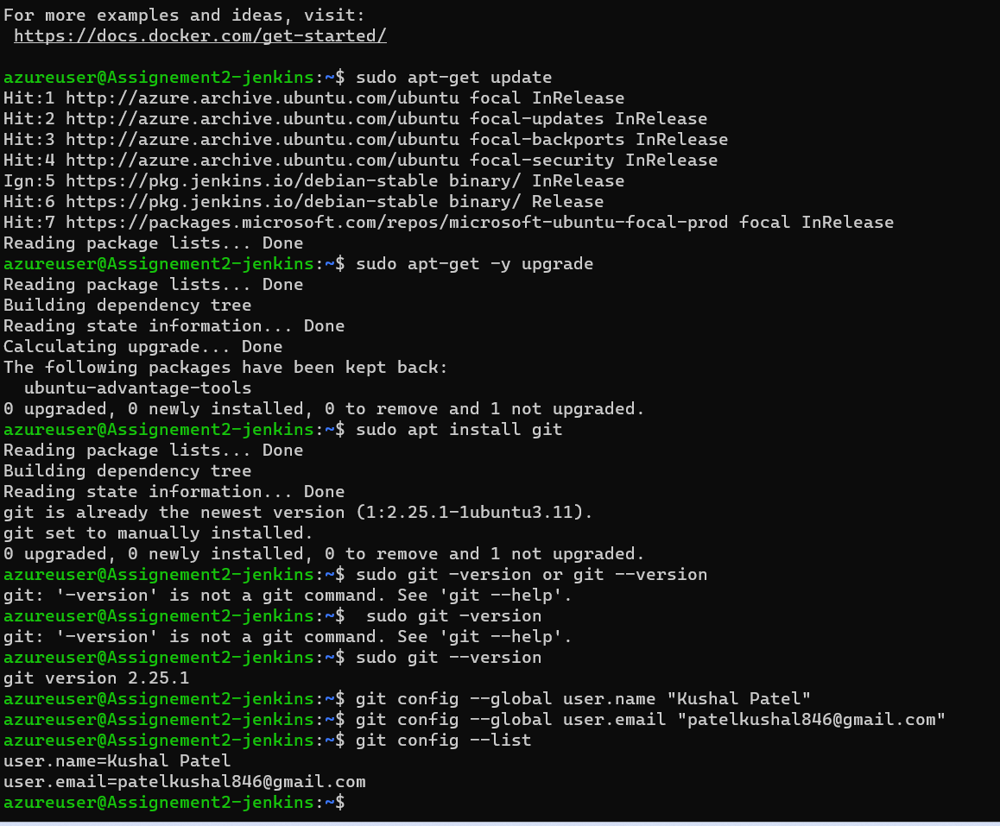 For more examples and ideas, visit:
 https://docs.docker.com/get-started/

azureuser@Assignement2-jenkins:~$ sudo apt-get update
Hit:1 http://azure.archive.ubuntu.com/ubuntu focal InRelease
Hit:2 http://azure.archive.ubuntu.com/ubuntu focal-updates InRelease
Hit:3 http://azure.archive.ubuntu.com/ubuntu focal-backports InRelease
Hit:4 http://azure.archive.ubuntu.com/ubuntu focal-security InRelease
Ign:5 https://pkg.jenkins.io/debian-stable binary/ InRelease
Hit:6 https://pkg.jenkins.io/debian-stable binary/ Release
Hit:7 https://packages.microsoft.com/repos/microsoft-ubuntu-focal-prod focal InRelease
Reading package lists... Done
azureuser@Assignement2-jenkins:~$ sudo apt-get -y upgrade
Reading package lists... Done
Building dependency tree
Reading state information... Done
Calculating upgrade... Done
The following packages have been kept back:
  ubuntu-advantage-tools
0 upgraded, 0 newly installed, 0 to remove and 1 not upgraded.
azureuser@Assignement2-jenkins:~$ sudo apt install git
Reading package lists... Done
Building dependency tree
Reading state information... Done
git is already the newest version (1:2.25.1-1ubuntu3.11).
git set to manually installed.
0 upgraded, 0 newly installed, 0 to remove and 1 not upgraded.
azureuser@Assignement2-jenkins:~$ sudo git -version or git --version
git: '-version' is not a git command. See 'git --help'.
azureuser@Assignement2-jenkins:~$  sudo git -version
git: '-version' is not a git command. See 'git --help'.
azureuser@Assignement2-jenkins:~$ sudo git --version
git version 2.25.1
azureuser@Assignement2-jenkins:~$ git config --global user.name "Kushal Patel"
azureuser@Assignement2-jenkins:~$ git config --global user.email "patelkushal846@gmail.com"
azureuser@Assignement2-jenkins:~$ git config --list
user.name=Kushal Patel
user.email=patelkushal846@gmail.com
azureuser@Assignement2-jenkins:~$